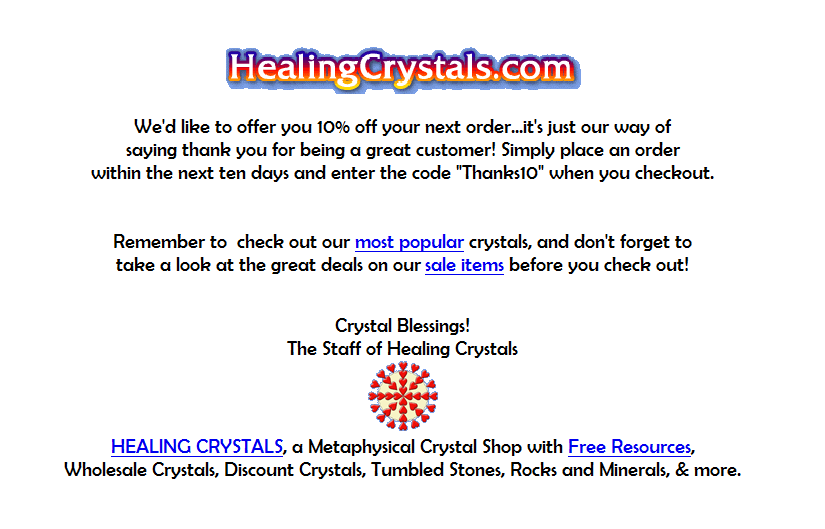 HealingCrystals.com
We'd like to offer you 10% off your next order...it's just our way of
saying thank you for being a great customer! Simply place an order
within the next ten days and enter the code "Thanks10" when you checkout.
Remember to  check out our most popular crystals, and don't forget to
take a look at the great deals on our sale items before you check out!
Crystal Blessings!
The Staff of Healing Crystals
HEALING CRYSTALS, a Metaphysical Crystal Shop with Free Resources,
Wholesale Crystals, Discount Crystals, Tumbled Stones, Rocks and Minerals, & more.